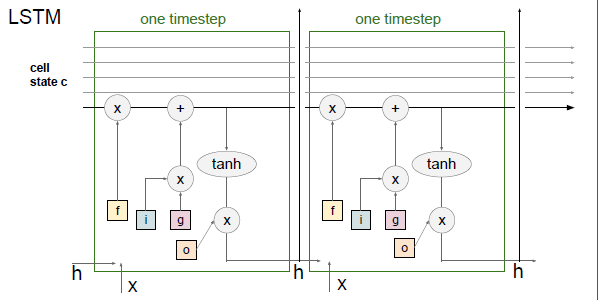 LSTM
one timestep
one timestep
cell
state c
x
+
x
+
tanh
tanh
x
x
f
i
g
x
f
i
g
x
o
o
h
x
h
x
h